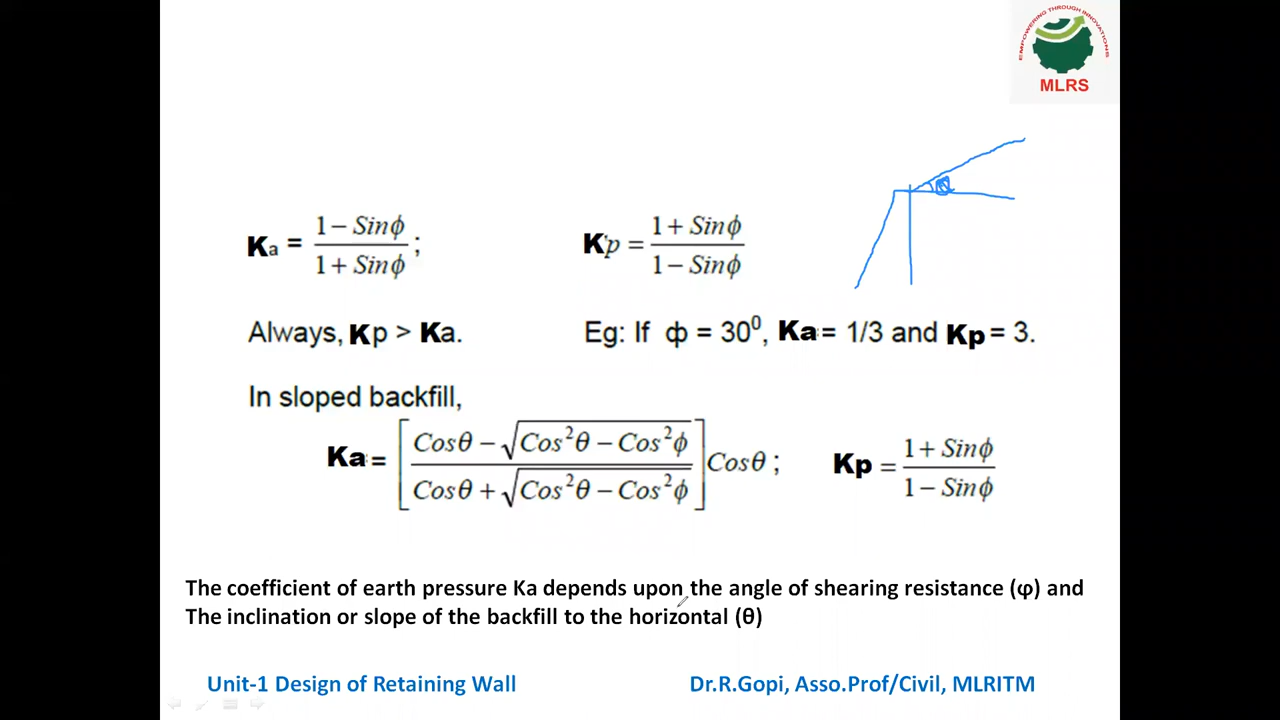 EMPOWERING THROUGH INNOVATIONS
MLRS
Ka = (1 − Sinϕ)/(1 + Sinϕ) ; Kp = (1 + Sinϕ)/(1 − Sinϕ)
Always, Kp > Ka. Eg: If ф = 30⁰, Ka = 1/3 and Kp = 3.
In sloped backfill,
Ka = [(Cosθ − √(Cos²θ − Cos²ϕ))/(Cosθ + √(Cos²θ − Cos²ϕ))] Cosθ ; Kp = (1 + Sinϕ)/(1 − Sinϕ)
The coefficient of earth pressure Ka depends upon the angle of shearing resistance (φ) and
The inclination or slope of the backfill to the horizontal (θ)
Unit-1 Design of Retaining Wall Dr.R.Gopi, Asso.Prof/Civil, MLRITM